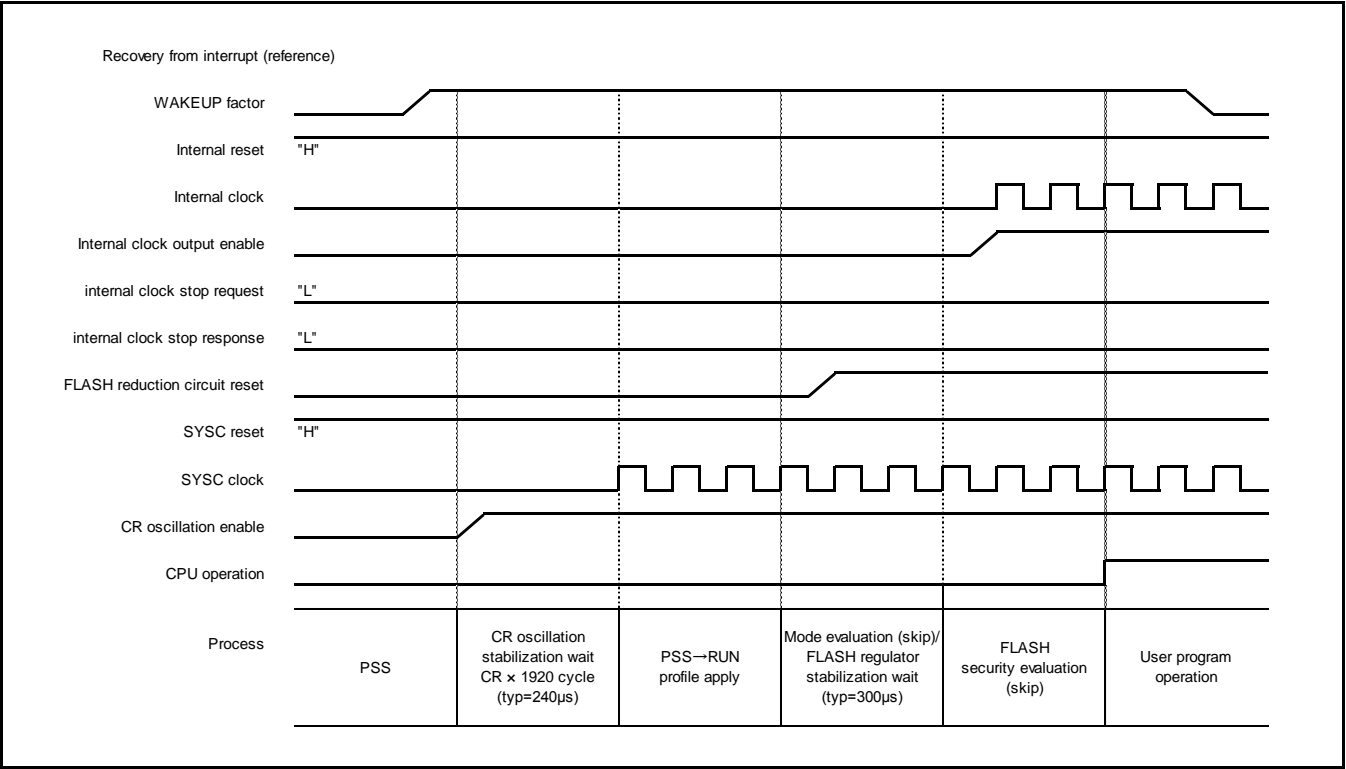 Recovery from interrupt (reference)
WAKEUP factor
Internal reset "H"
Internal clock
Internal clock output enable
internal clock stop request "L"
internal clock stop response "L"
FLASH reduction circuit reset
SYSC reset "H"
SYSC clock
CR oscillation enable
CPU operation
Process
PSS
CR oscillation
stabilization wait
CR × 1920 cycle
(typ=240µs)
PSS→RUN
profile apply
Mode evaluation (skip)/
FLASH regulator
stabilization wait
(typ=300µs)
FLASH
security evaluation
(skip)
User program
operation